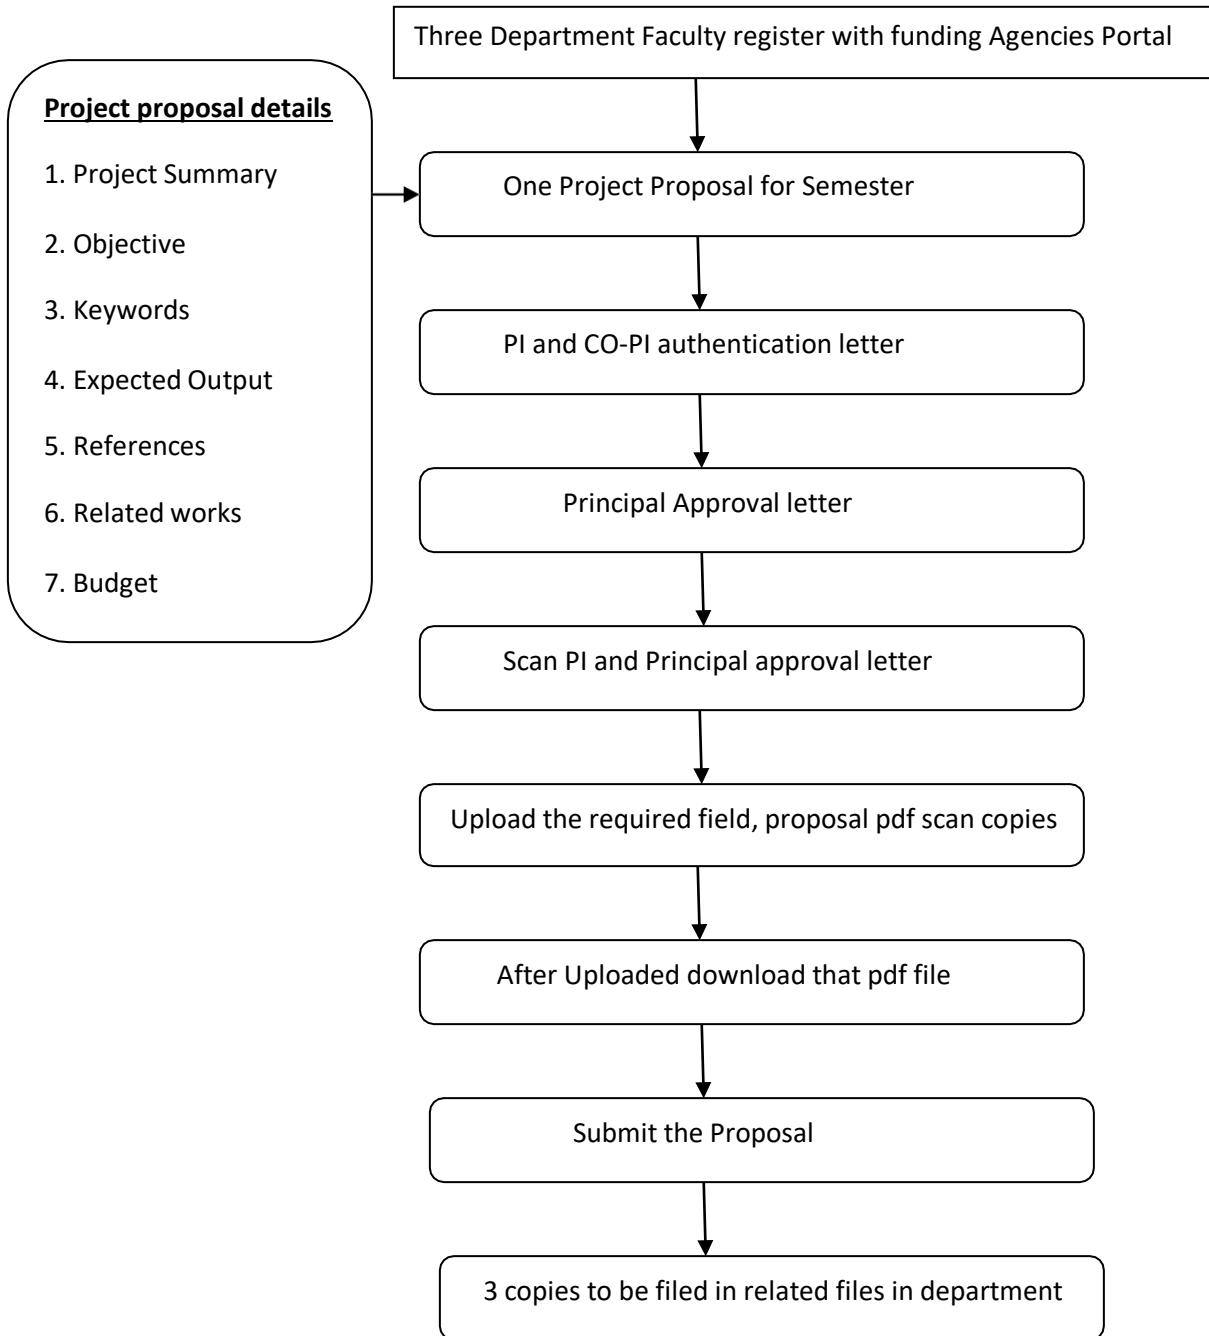 Three Department Faculty register with funding Agencies Portal
Project proposal details
1. Project Summary
2. Objective
3. Keywords
4. Expected Output
5. References
6. Related works
7. Budget
One Project Proposal for Semester
PI and CO-PI authentication letter
Principal Approval letter
Scan PI and Principal approval letter
Upload the required field, proposal pdf scan copies
After Uploaded download that pdf file
Submit the Proposal
3 copies to be filed in related files in department